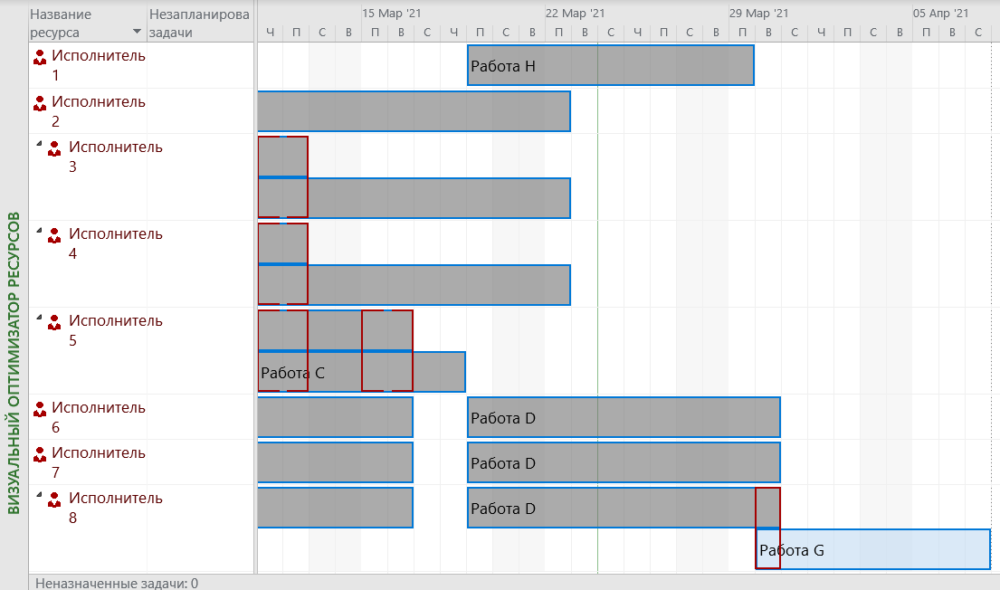 Название
ресурса
Незапланирова
задачи
15 Мар '21 22 Мар '21 29 Мар '21 05 Апр '21
Ч П С В П В С Ч П С В П В С Ч П С В П В С Ч П С В П В С
ВИЗУАЛЬНЫЙ ОПТИМИЗАТОР РЕСУРСОВ
Исполнитель
1
Работа H
Исполнитель
2
Исполнитель
3
Исполнитель
4
Исполнитель
5
Работа C
Исполнитель
6
Работа D
Исполнитель
7
Работа D
Исполнитель
8
Работа D
Работа G
Неназначенные задачи: 0